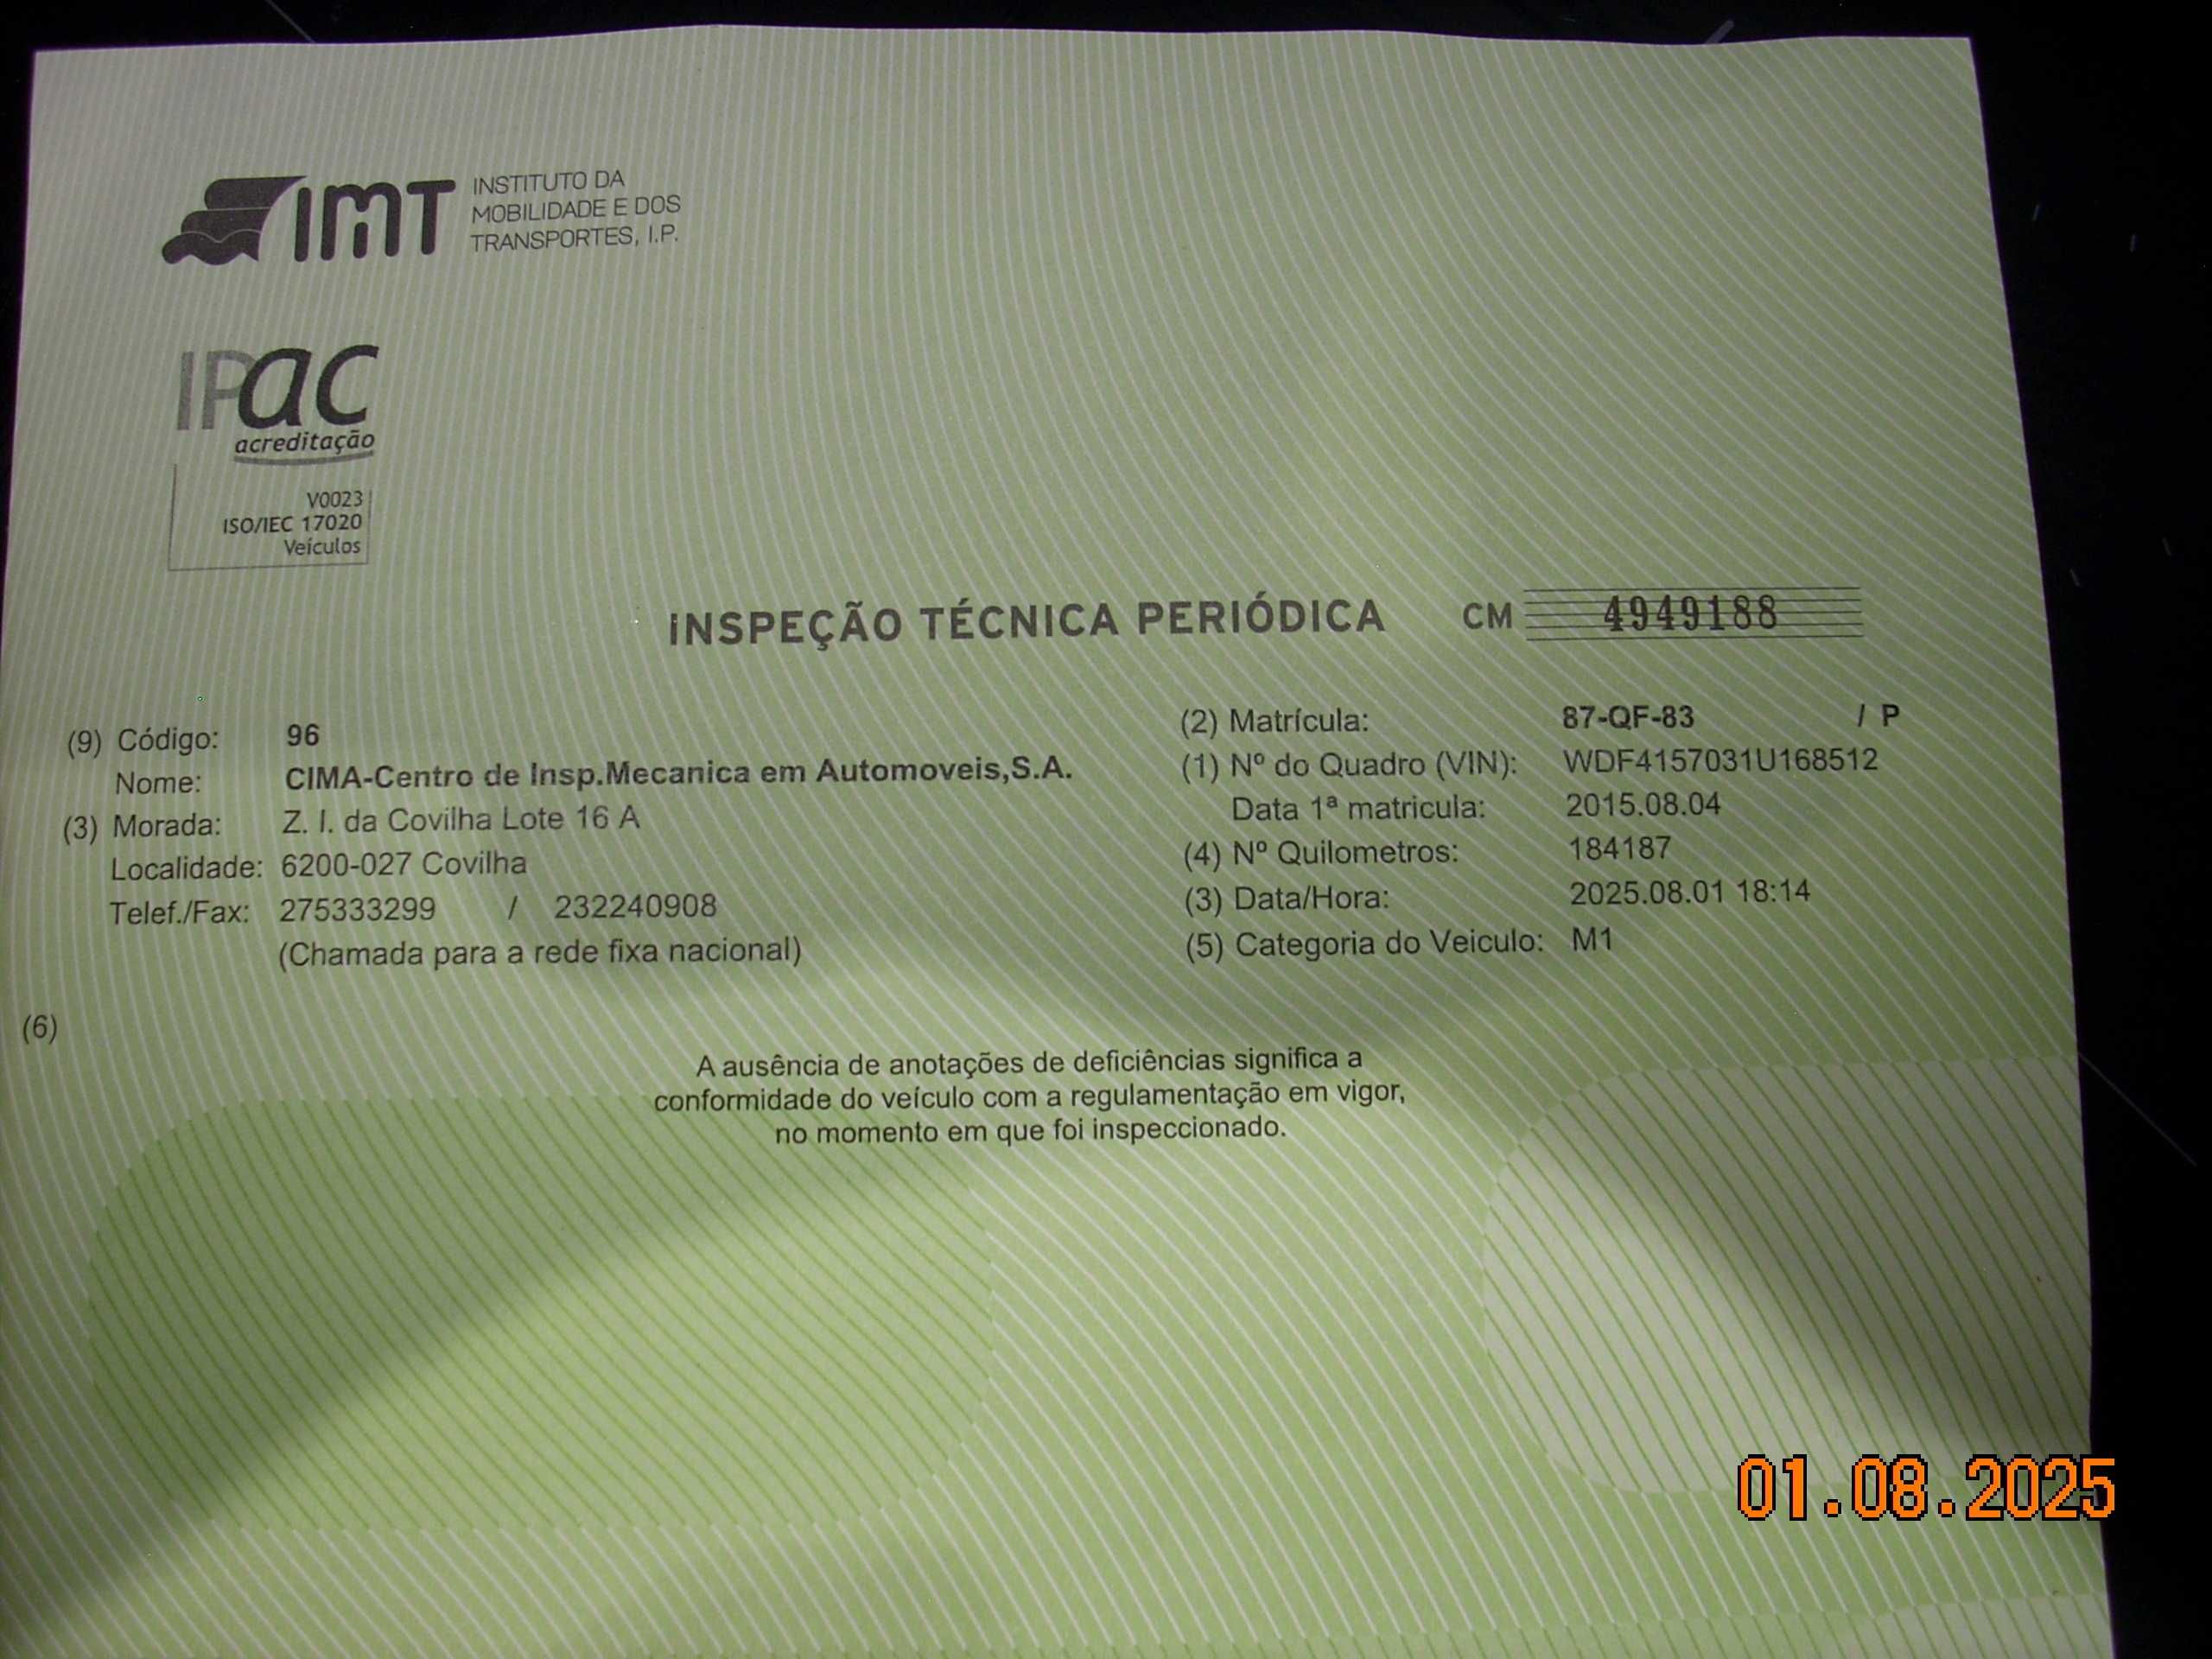 IMT
INSTITUTO DA
MOBILIDADE E DOS
TRANSPORTES, I.P.
IPac
acreditação
V0023
ISO/IEC 17020
Veículos
INSPEÇÃO TÉCNICA PERIÓDICA CM 4949188
(9) Código: 96
Nome: CIMA-Centro de Insp.Mecanica em Automoveis,S.A.
(3) Morada: Z. I. da Covilha Lote 16 A
Localidade: 6200-027 Covilha
Telef./Fax: 275333299 / 232240908
(Chamada para a rede fixa nacional)
(2) Matrícula: 87-QF-83 / P
(1) Nº do Quadro (VIN): WDF4157031U168512
Data 1ª matricula: 2015.08.04
(4) Nº Quilometros: 184187
(3) Data/Hora: 2025.08.01 18:14
(5) Categoria do Veiculo: M1
(6)
A ausência de anotações de deficiências significa a
conformidade do veículo com a regulamentação em vigor,
no momento em que foi inspeccionado.
01.08.2025